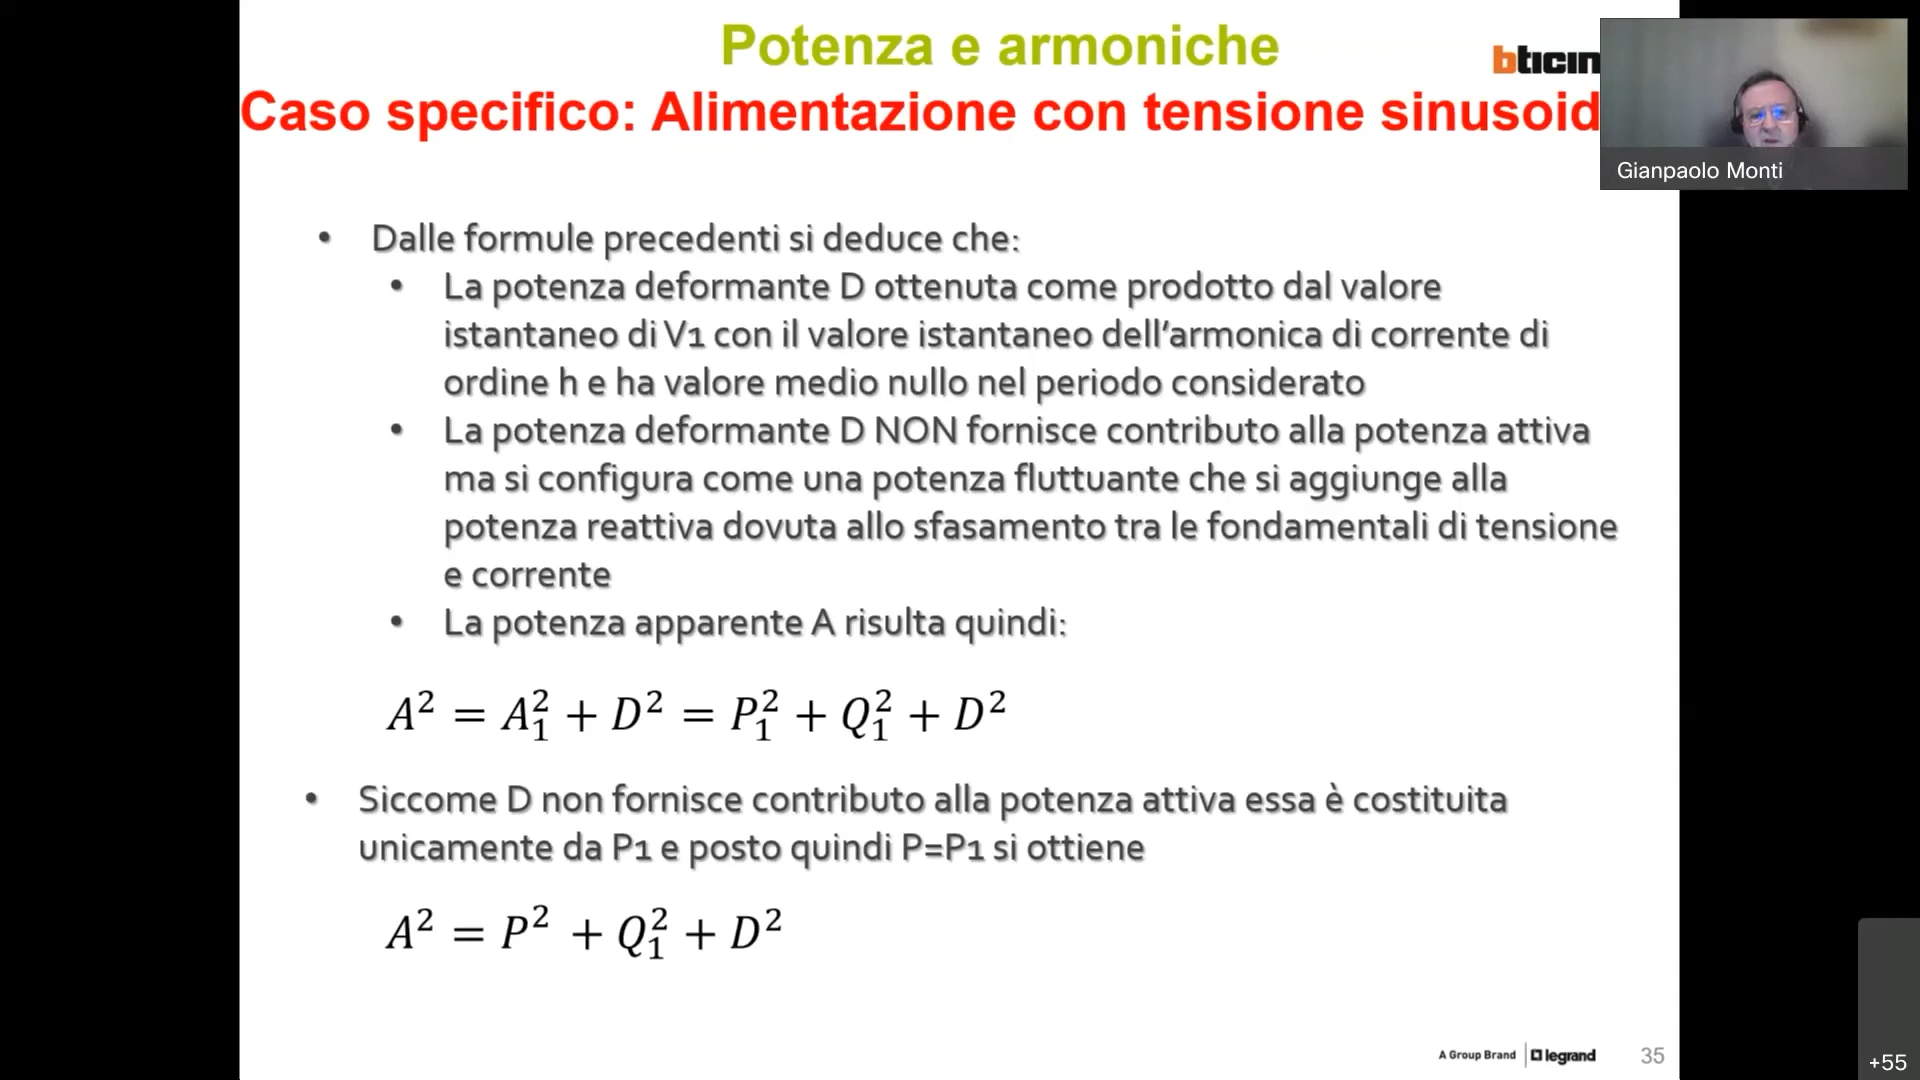 Potenza e armoniche
bticin
Caso specifico: Alimentazione con tensione sinusoid
Gianpaolo Monti
• Dalle formule precedenti si deduce che:
• La potenza deformante D ottenuta come prodotto dal valore
istantaneo di V1 con il valore istantaneo dell'armonica di corrente di
ordine h e ha valore medio nullo nel periodo considerato
• La potenza deformante D NON fornisce contributo alla potenza attiva
ma si configura come una potenza fluttuante che si aggiunge alla
potenza reattiva dovuta allo sfasamento tra le fondamentali di tensione
e corrente
• La potenza apparente A risulta quindi:
A² = A₁² + D² = P₁² + Q₁² + D²
• Siccome D non fornisce contributo alla potenza attiva essa è costituita
unicamente da P1 e posto quindi P=P1 si ottiene
A² = P² + Q₁² + D²
A Group Brand legrand 35
+55